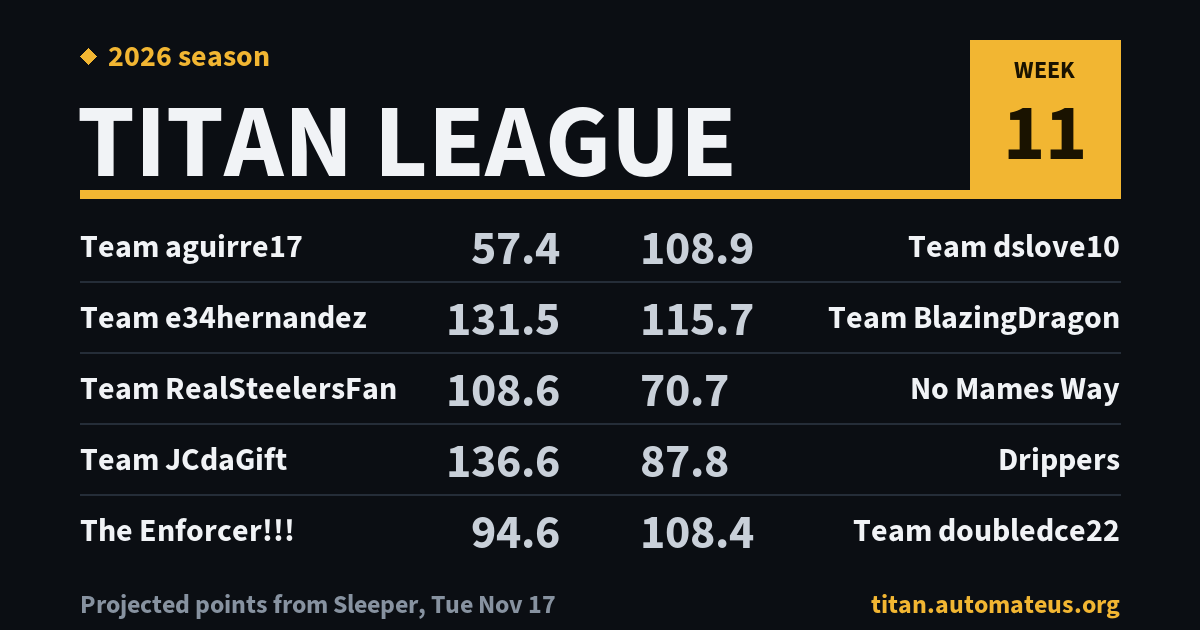 2026 season
WEEK
11
TITAN LEAGUE
Team aguirre17 57.4 108.9 Team dslove10
Team e34hernandez 131.5 115.7 Team BlazingDragon
Team RealSteelersFan 108.6 70.7 No Mames Way
Team JCdaGift 136.6 87.8 Drippers
The Enforcer!!! 94.6 108.4 Team doubledce22
Projected points from Sleeper, Tue Nov 17 titan.automateus.org